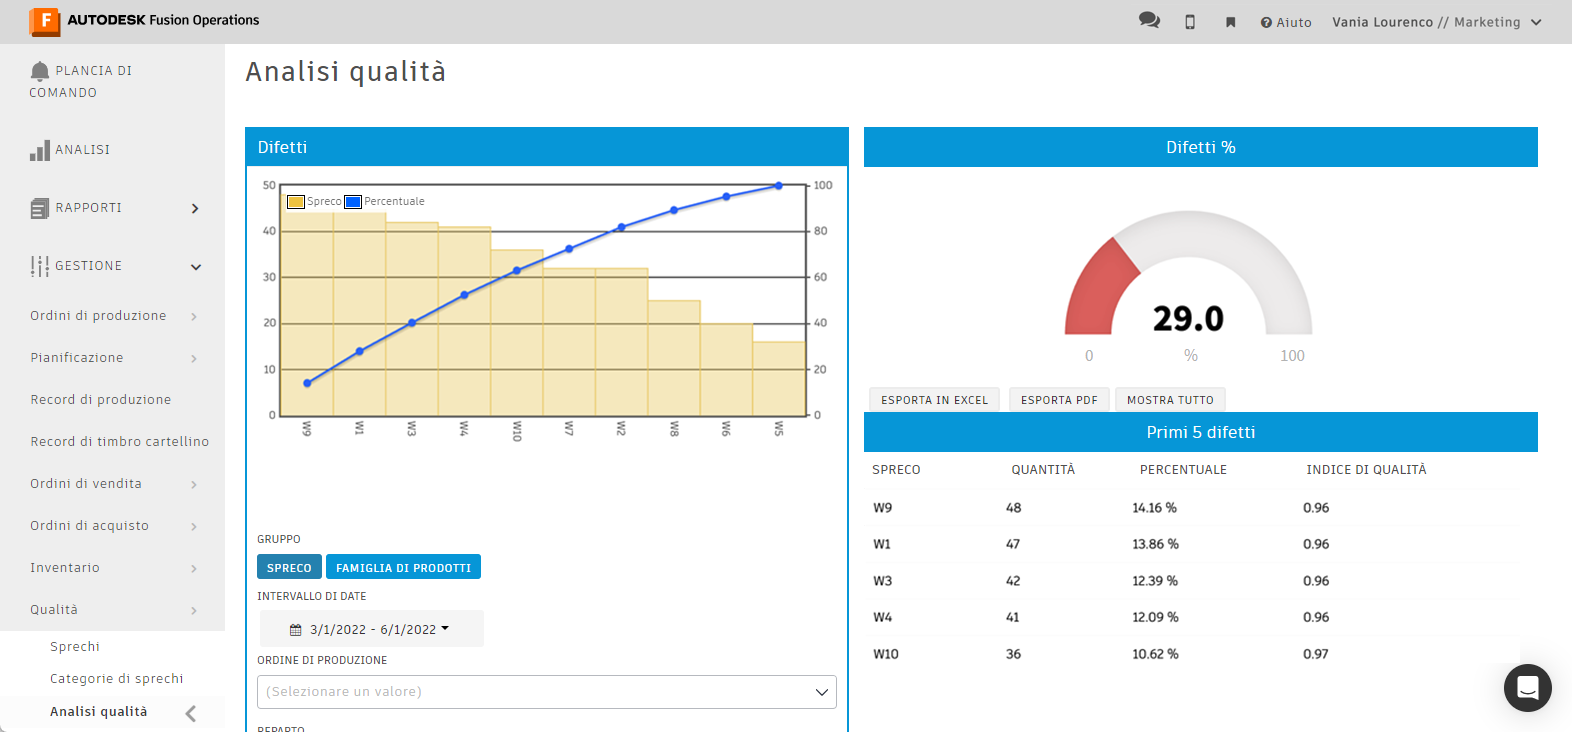 AUTODESK Fusion Operations
Aiuto
Vania Lourenco // Marketing
PLANCIA DI
COMANDO
ANALISI
RAPPORTI
GESTIONE
Ordini di produzione
Pianificazione
Record di produzione
Record di timbro cartellino
Ordini di vendita
Ordini di acquisto
Inventario
Qualità
Sprechi
Categorie di sprechi
Analisi qualità
Analisi qualità
Difetti
Spreco Percentuale
50
40
30
20
10
0
100
80
60
40
20
0
W9 W1 W3 W4 W10 W7 W2 W8 W6 W5
GRUPPO
SPRECO FAMIGLIA DI PRODOTTI
INTERVALLO DI DATE
3/1/2022 - 6/1/2022
ORDINE DI PRODUZIONE
(Selezionare un valore)
REPARTO
Difetti %
29.0
0 % 100
ESPORTA IN EXCEL ESPORTA PDF MOSTRA TUTTO
Primi 5 difetti
SPRECO QUANTITÀ PERCENTUALE INDICE DI QUALITÀ
W9 48 14.16 % 0.96
W1 47 13.86 % 0.96
W3 42 12.39 % 0.96
W4 41 12.09 % 0.96
W10 36 10.62 % 0.97